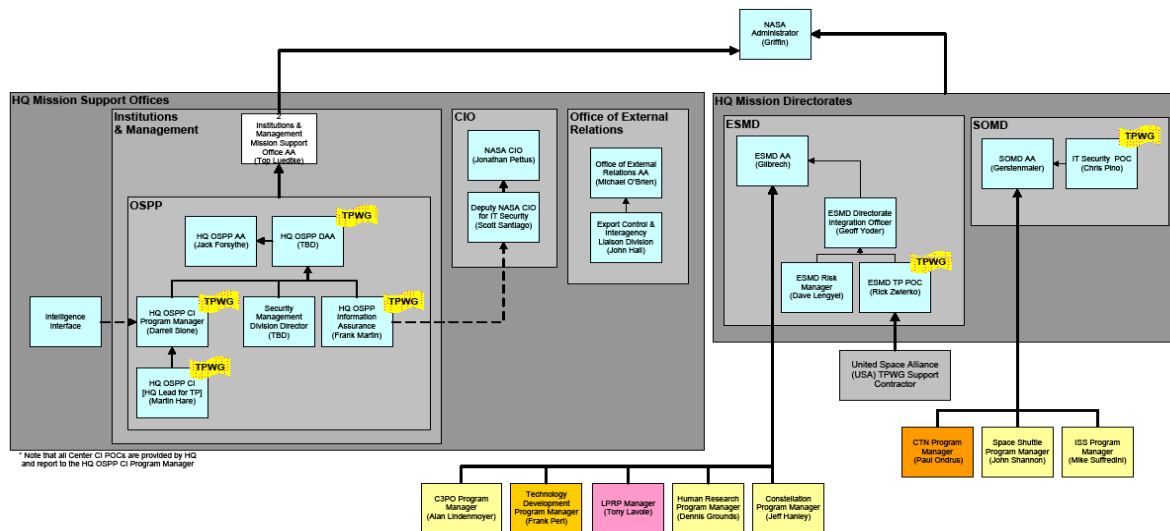 NASA
Administrator
(Griffin)
HQ Mission Support Offices
Institutions
& Management
2
Institutions &
Management
Mission Support
Office AA
(Top Luedtke)
CIO
NASA CIO
(Jonathan Pettus)
Deputy NASA CIO
for IT Security
(Scott Santiago)
Office of External
Relations
Office of External
Relations AA
(Michael O'Brien)
Export Control &
Interagency
Liaison Division
(John Hall)
OSPP
HQ OSPP AA
(Jack Forsythe)
TPWG
HQ OSPP DAA
(TBD)
Intelligence
Interface
TPWG
HQ OSPP CI
Program Manager
(Darrell Slone)
Security
Management
Division Director
(TBD)
TPWG
HQ OSPP
Information
Assurance
(Frank Martin)
TPWG
HQ OSPP CI
[HQ Lead for TP]
(Martin Hare)
* Note that all Center CI POCs are provided by HQ
and report to the HQ OSPP CI Program Manager
HQ Mission Directorates
ESMD
ESMD AA
(Gilbrech)
ESMD Directorate
Integration Officer
(Geoff Yoder)
ESMD Risk
Manager
(Dave Lengyel)
TPWG
ESMD TP POC
(Rick Zwierko)
SOMD
SOMD AA
(Gerstenmaier)
TPWG
IT Security POC
(Chris Pino)
United Space Alliance
(USA) TPWG Support
Contractor
CTN Program
Manager
(Paul Ondrus)
Space Shuttle
Program Manager
(John Shannon)
ISS Program
Manager
(Mike Suffredini)
C3PO Program
Manager
(Alan Lindenmoyer)
Technology
Development
Program Manager
(Frank Peri)
LPRP Manager
(Tony Lavoie)
Human Research
Program Manager
(Dennis Grounds)
Constellation
Program Manager
(Jeff Hanley)